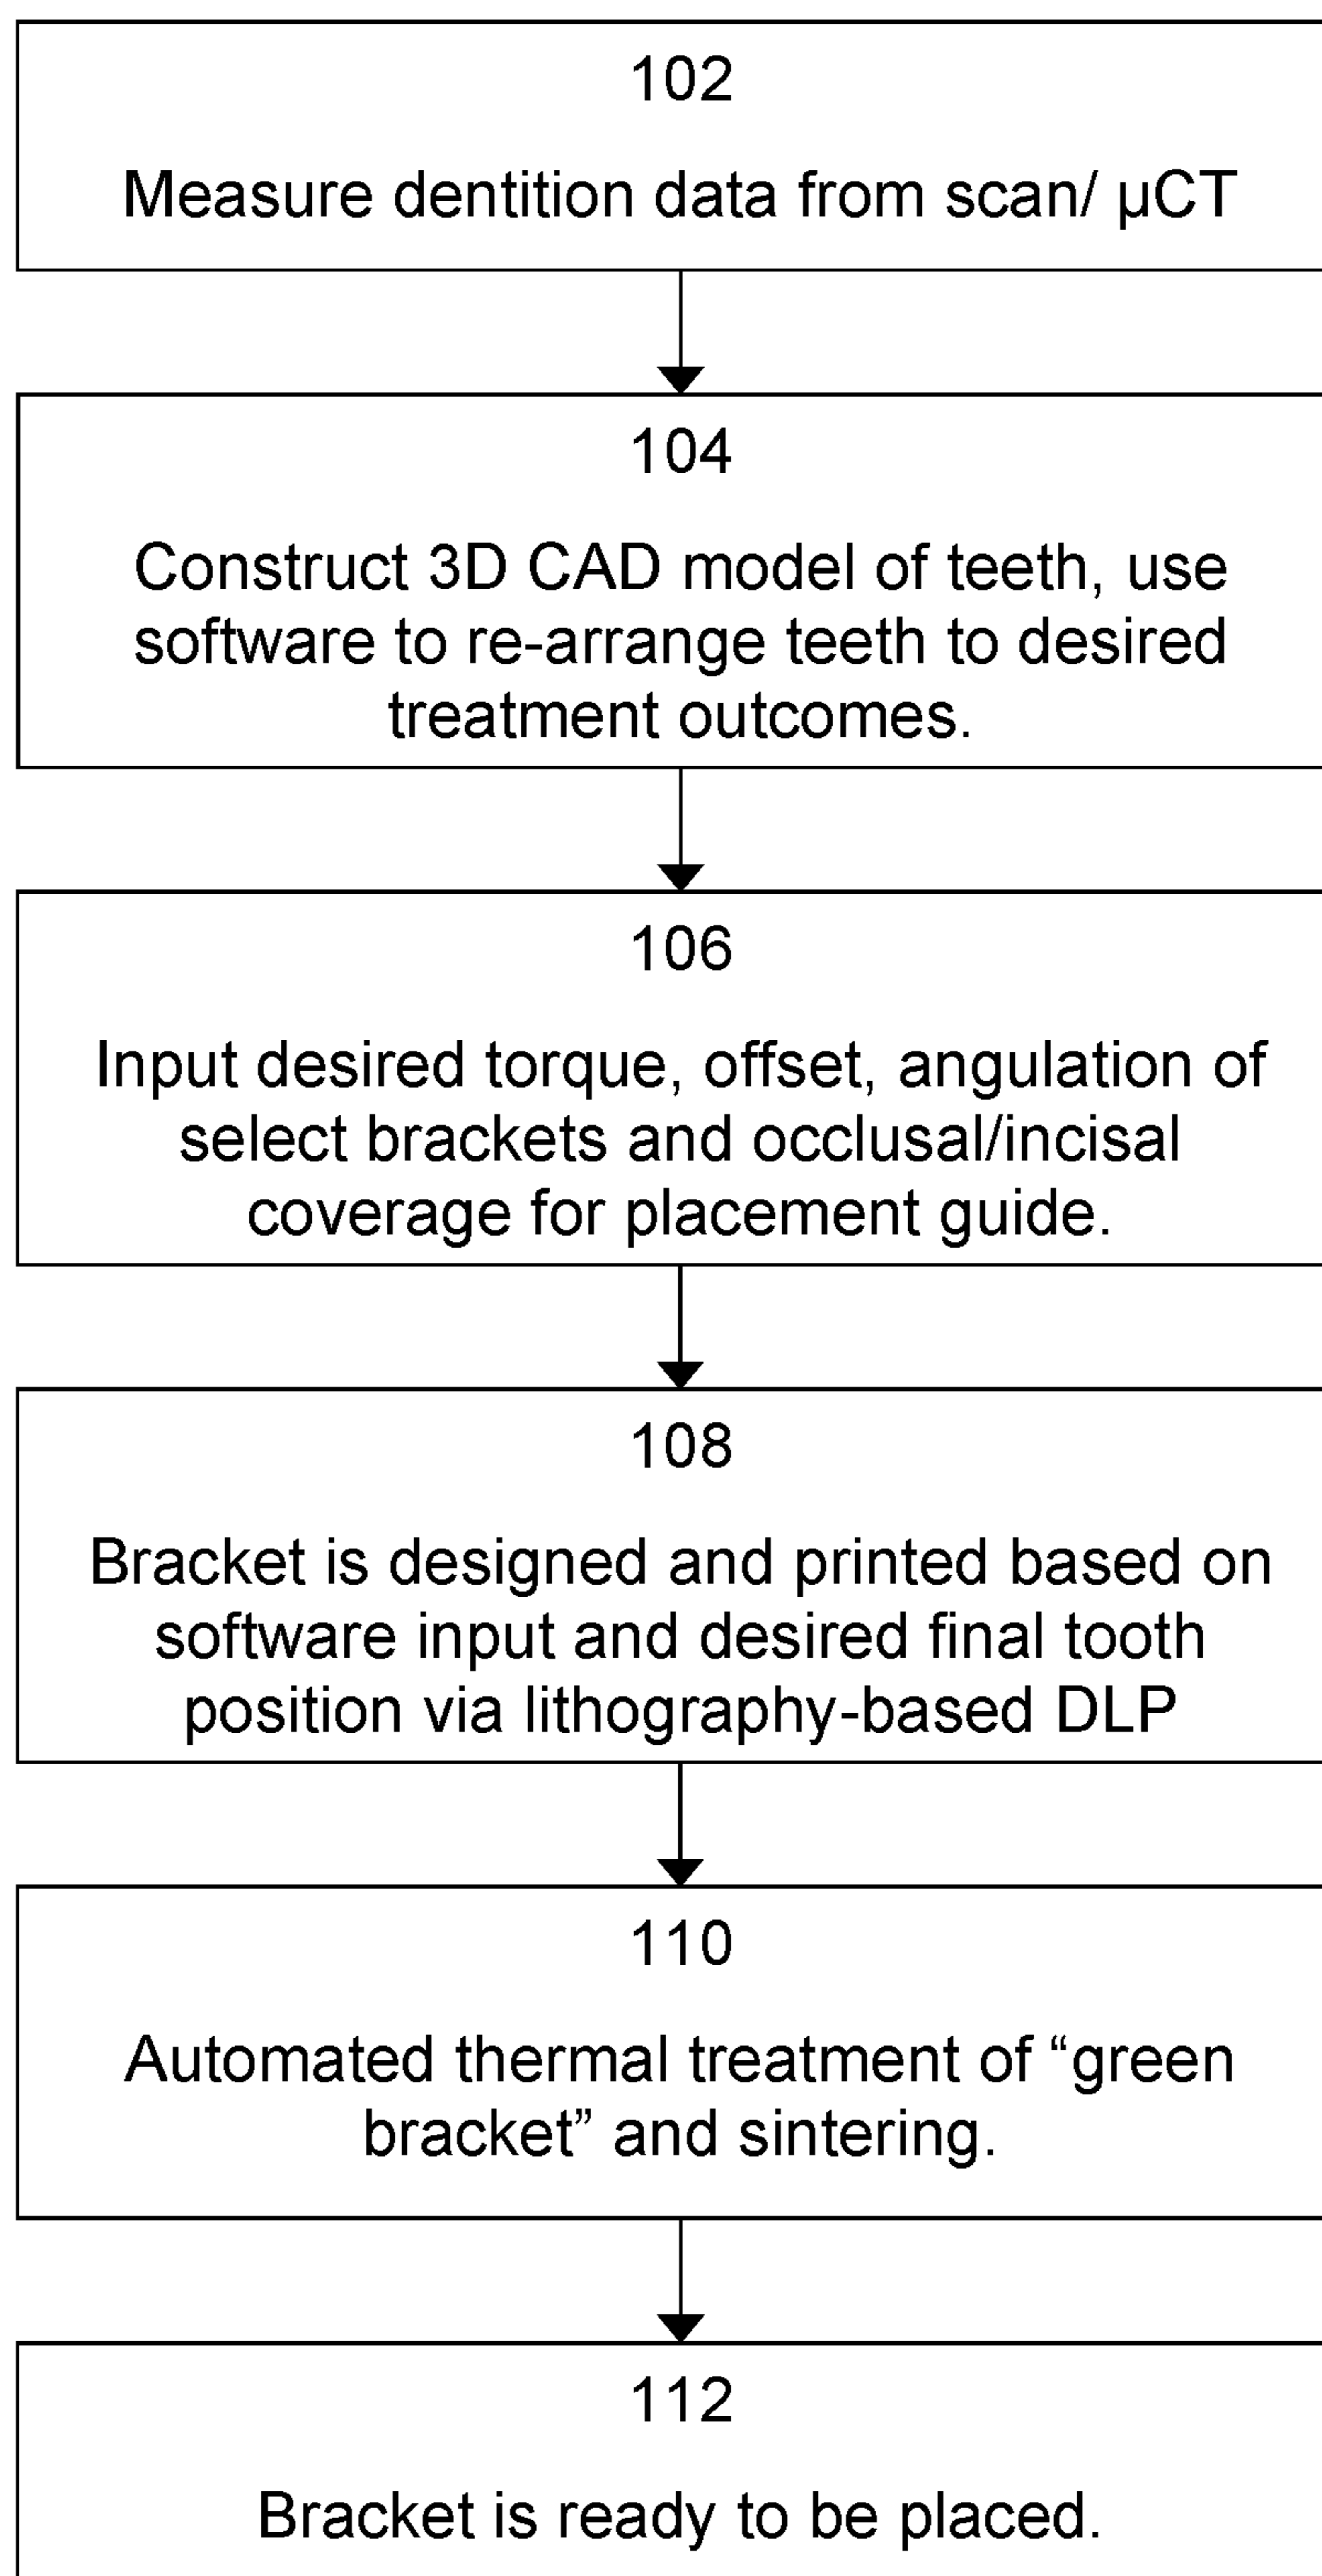 102
Measure dentition data from scan/ µCT
104
Construct 3D CAD model of teeth, use
software to re-arrange teeth to desired
treatment outcomes.
106
Input desired torque, offset, angulation of
select brackets and occlusal/incisal
coverage for placement guide.
108
Bracket is designed and printed based on
software input and desired final tooth
position via lithography-based DLP
110
Automated thermal treatment of “green
bracket” and sintering.
112
Bracket is ready to be placed.